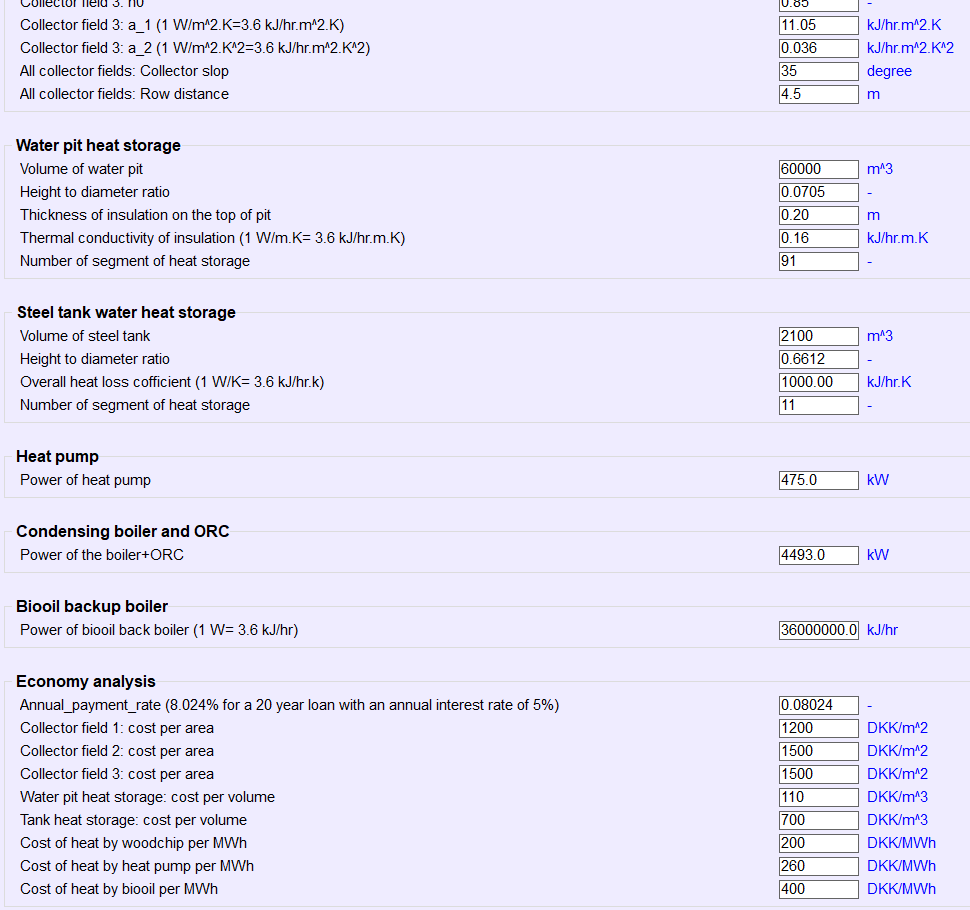 Collector field 3: n0 0.85 -
Collector field 3: a_1 (1 W/m^2.K=3.6 kJ/hr.m^2.K) 11.05 kJ/hr.m^2.K
Collector field 3: a_2 (1 W/m^2.K^2=3.6 kJ/hr.m^2.K^2) 0.036 kJ/hr.m^2.K^2
All collector fields: Collector slop 35 degree
All collector fields: Row distance 4.5 m
Water pit heat storage
Volume of water pit 60000 m^3
Height to diameter ratio 0.0705 -
Thickness of insulation on the top of pit 0.20 m
Thermal conductivity of insulation (1 W/m.K= 3.6 kJ/hr.m.K) 0.16 kJ/hr.m.K
Number of segment of heat storage 91 -
Steel tank water heat storage
Volume of steel tank 2100 m^3
Height to diameter ratio 0.6612 -
Overall heat loss cofficient (1 W/K= 3.6 kJ/hr.k) 1000.00 kJ/hr.K
Number of segment of heat storage 11 -
Heat pump
Power of heat pump 475.0 kW
Condensing boiler and ORC
Power of the boiler+ORC 4493.0 kW
Biooil backup boiler
Power of biooil back boiler (1 W= 3.6 kJ/hr) 36000000.0 kJ/hr
Economy analysis
Annual_payment_rate (8.024% for a 20 year loan with an annual interest rate of 5%) 0.08024 -
Collector field 1: cost per area 1200 DKK/m^2
Collector field 2: cost per area 1500 DKK/m^2
Collector field 3: cost per area 1500 DKK/m^2
Water pit heat storage: cost per volume 110 DKK/m^3
Tank heat storage: cost per volume 700 DKK/m^3
Cost of heat by woodchip per MWh 200 DKK/MWh
Cost of heat by heat pump per MWh 260 DKK/MWh
Cost of heat by biooil per MWh 400 DKK/MWh